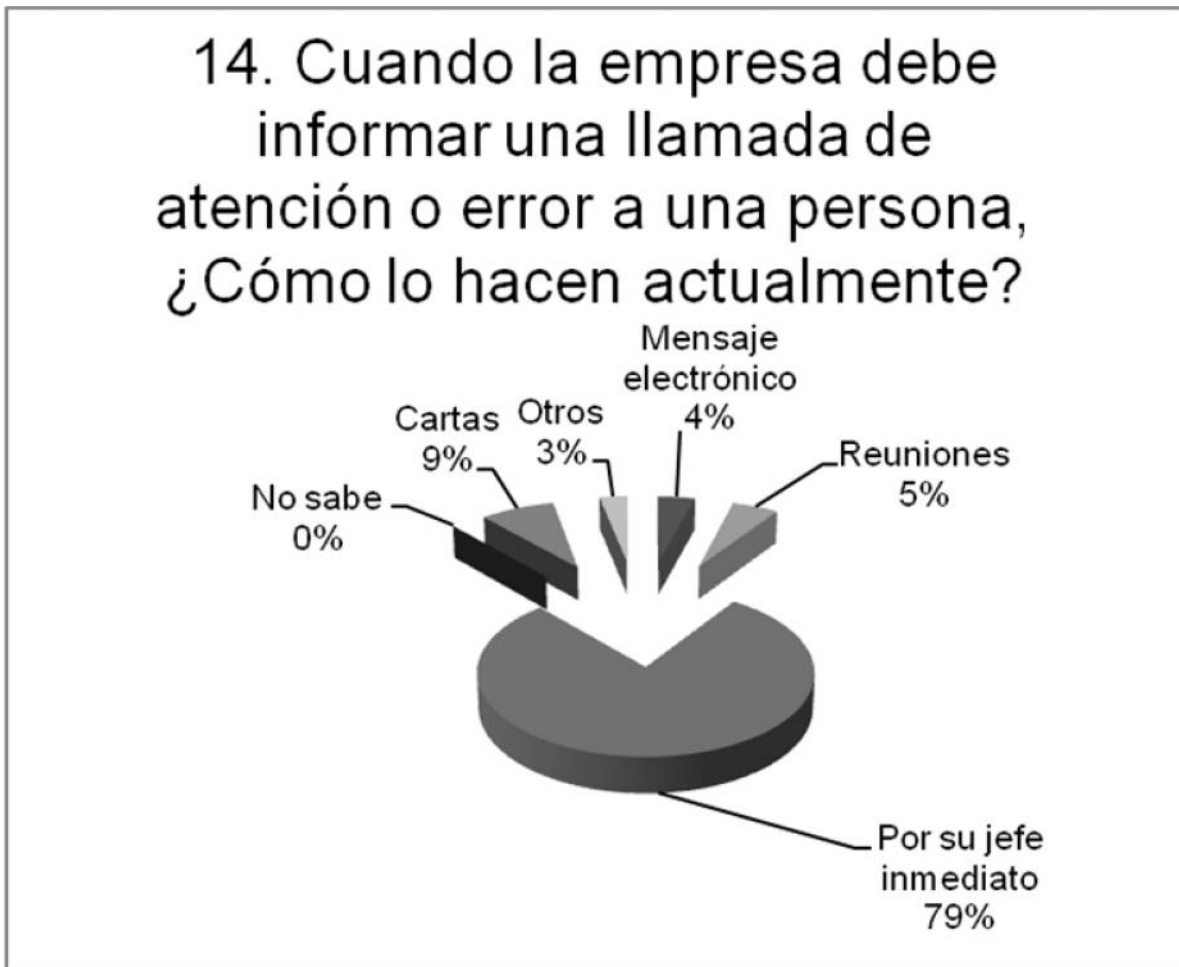 14. Cuando la empresa debe
informar una llamada de
atención o error a una persona,
¿Cómo lo hacen actualmente?
Mensaje
electrónico
4%
Cartas
9%
Otros
3%
Reuniones
5%
No sabe
0%
Por su jefe
inmediato
79%